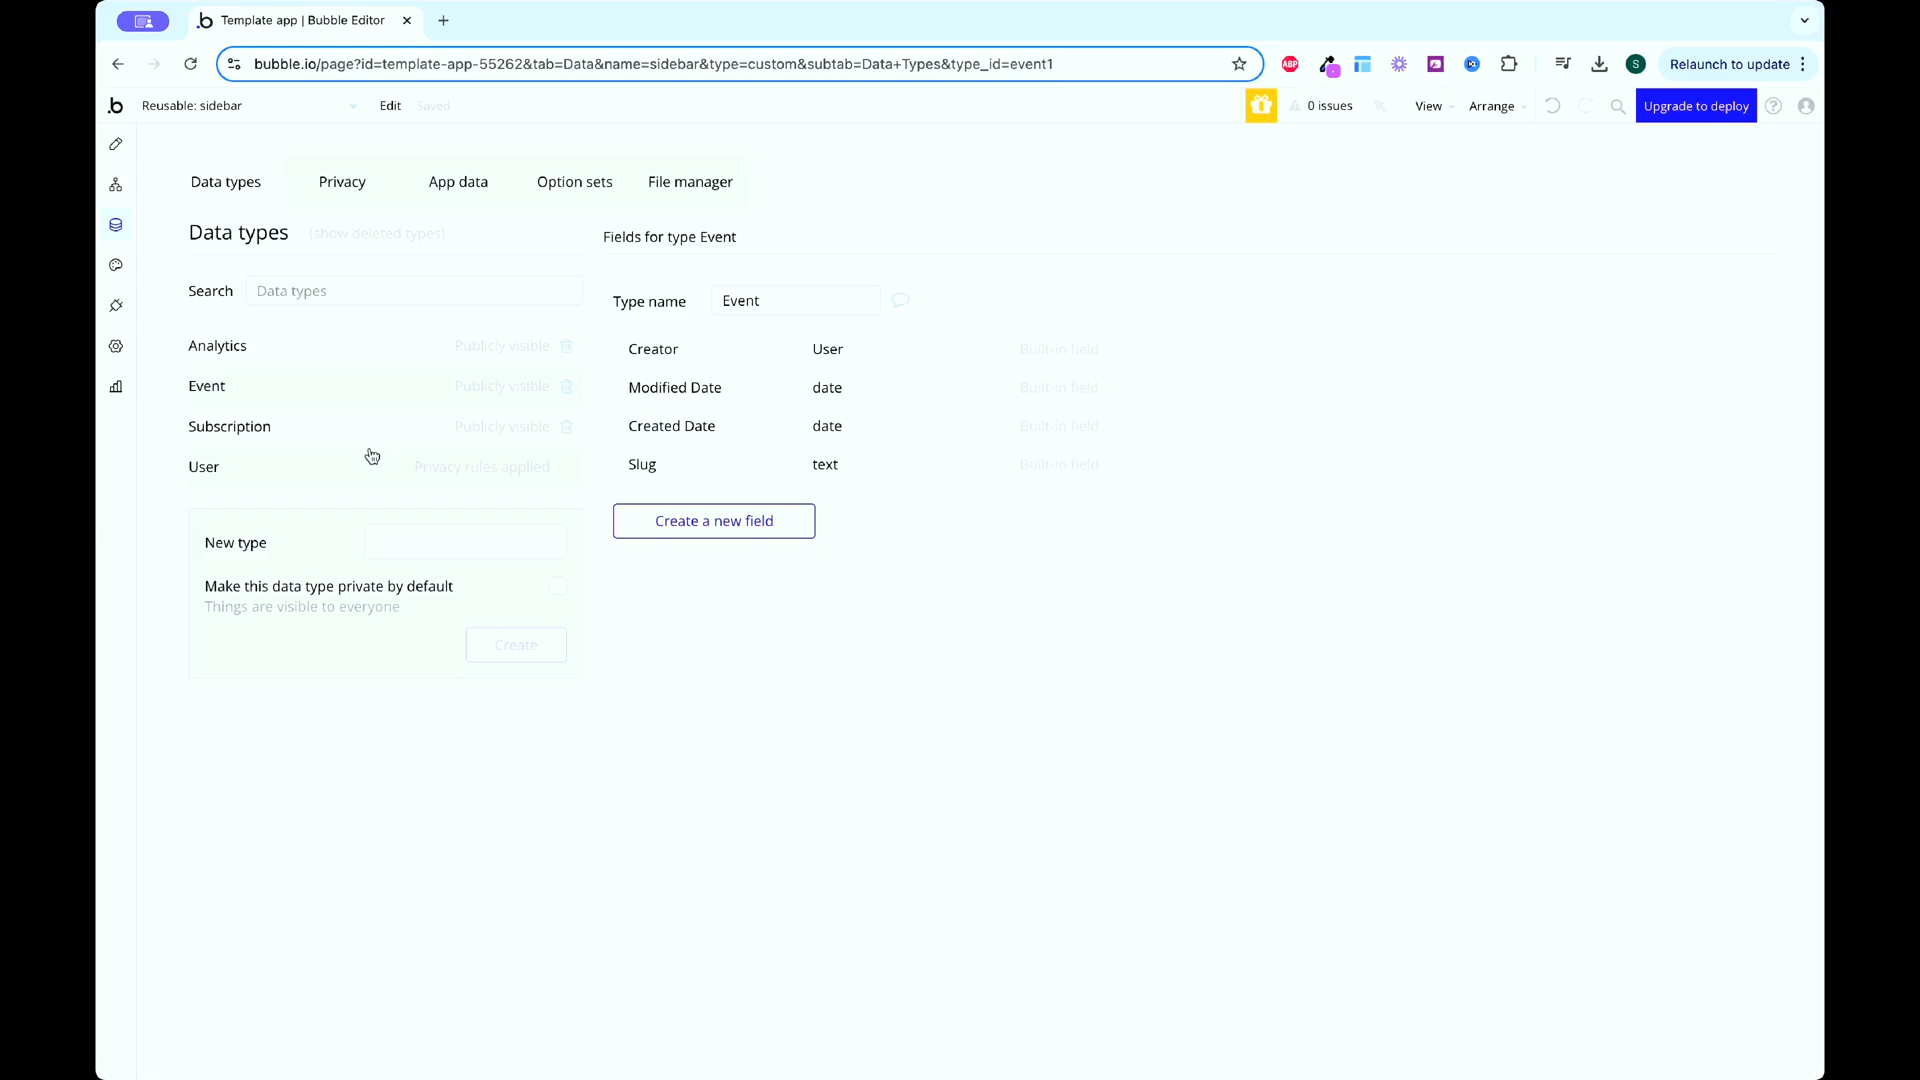 Template app | Bubble Editor
bubble.io/page?id=template-app-55262&tab=Data&name=sidebar&type=custom&subtab=Data+Types&type_id=event1
ABP
S
Relaunch to update
.b
Reusable: sidebar
Edit
Saved
0 issues
View
Arrange
Upgrade to deploy
Data types
Privacy
App data
Option sets
File manager
Data types
(show deleted types)
Fields for type Event
Search
Data types
Type name
Event
Analytics
Publicly visible
Creator
User
Built-in field
Event
Publicly visible
Modified Date
date
Built-in field
Subscription
Publicly visible
Created Date
date
Built-in field
User
Privacy rules applied
Slug
text
Built-in field
Create a new field
New type
Make this data type private by default
Things are visible to everyone
Create